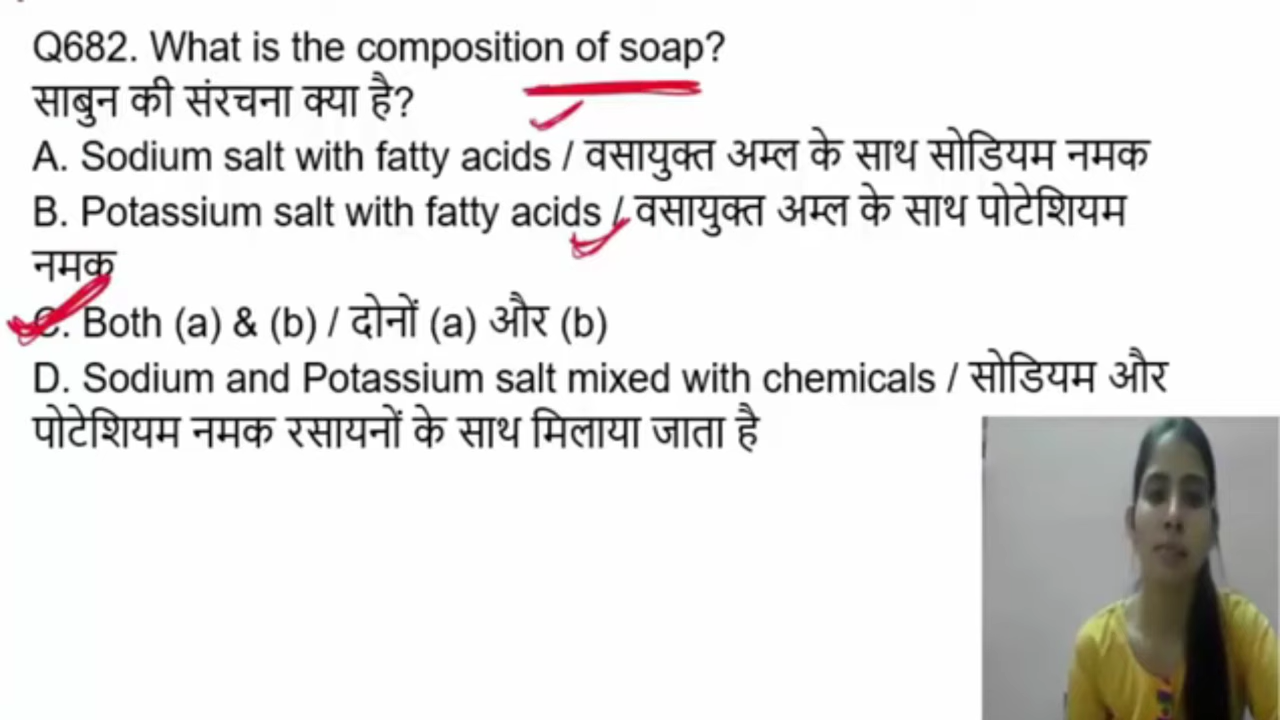 Q682. What is the composition of soap?
साबुन की संरचना क्या है?
A. Sodium salt with fatty acids / वसायुक्त अम्ल के साथ सोडियम नमक
B. Potassium salt with fatty acids / वसायुक्त अम्ल के साथ पोटेशियम
नमक
C. Both (a) & (b) / दोनों (a) और (b)
D. Sodium and Potassium salt mixed with chemicals / सोडियम और
पोटेशियम नमक रसायनों के साथ मिलाया जाता है